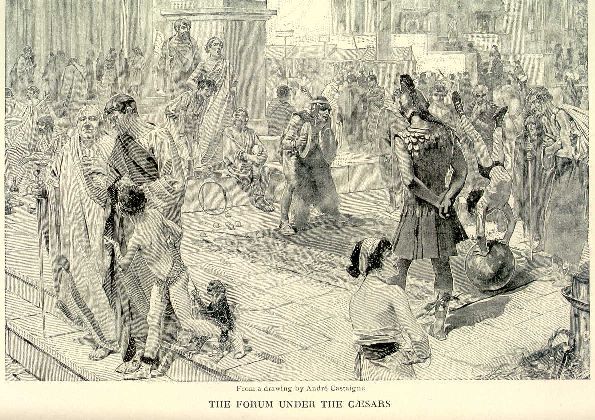 From a drawing by André Castaigne
THE FORUM UNDER THE CÆSARS